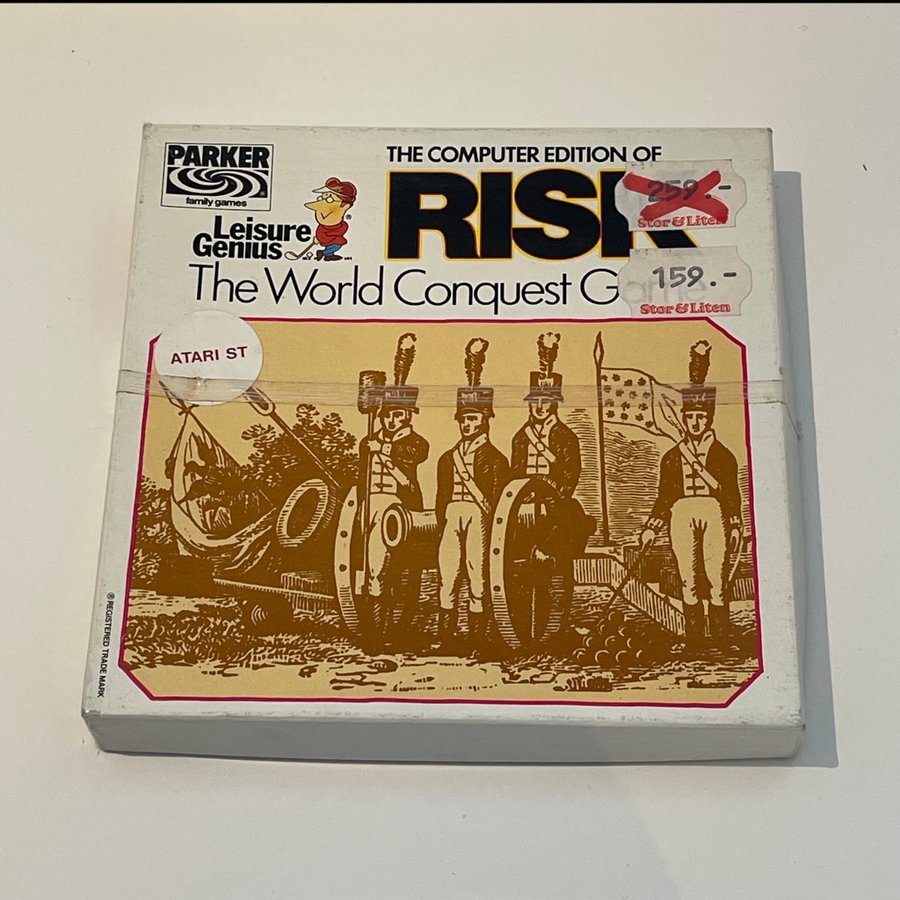 PARKER
family games
Leisure
Genius
THE COMPUTER EDITION OF
RISK
The World Conquest Game
259.-
Stor & Liten
159.-
Stor & Liten
ATARI ST
® REGISTERED TRADE MARK